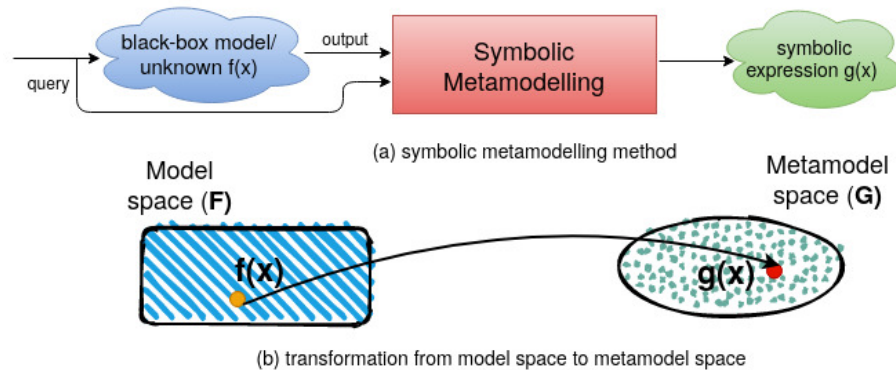 black-box model/
unknown f(x)
output
query
Symbolic
Metamodelling
symbolic
expression g(x)
(a) symbolic metamodelling method
Model
space (F)
Metamodel
space (G)
f(x)
g(x)
(b) transformation from model space to metamodel space